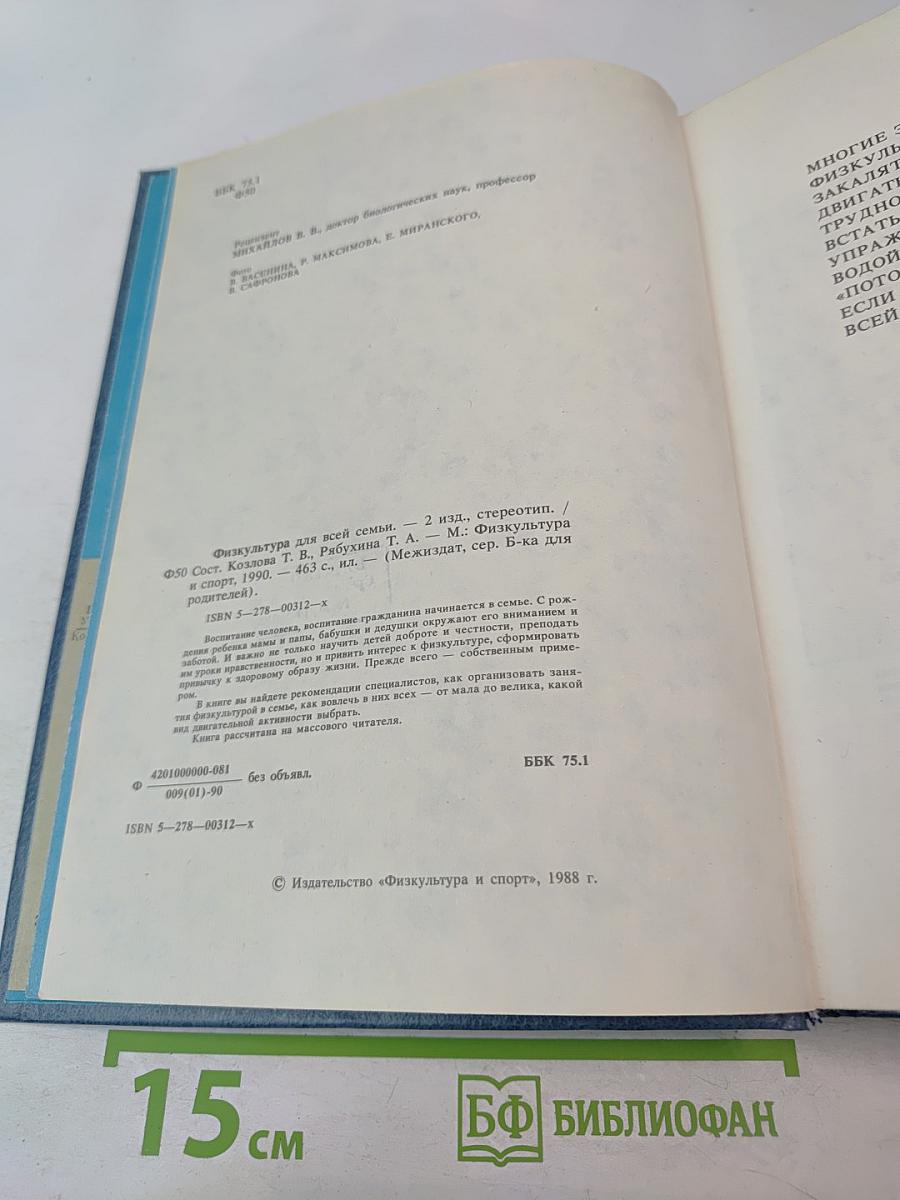 ББК 75.1
Ф50
Рецензент
МИХАЙЛОВ В. В., доктор биологических наук, профессор
Фото
В. ВАСЕНИНА, Р. МАКСИМОВА, Е. МИРАНСКОГО,
В. САФРОНОВА
Физкультура для всей семьи. — 2 изд., стереотип. /
Ф50 Сост. Козлова Т. В., Рябухина Т. А. — М.: Физкультура
и спорт, 1990. — 463 с., ил. — (Межиздат, сер. Б-ка для
родителей).
ISBN 5—278—00312—х
Воспитание человека, воспитание гражданина начинается в семье. С рож-
дения ребенка мамы и папы, бабушки и дедушки окружают его вниманием и
заботой. И важно не только научить детей доброте и честности, преподать
им уроки нравственности, но и привить интерес к физкультуре, сформировать
привычку к здоровому образу жизни. Прежде всего — собственным приме-
ром.
В книге вы найдете рекомендации специалистов, как организовать заня-
тия физкультурой в семье, как вовлечь в них всех — от мала до велика, какой
вид двигательной активности выбрать.
Книга рассчитана на массового читателя.
Ф 4201000000-081 без объявл.
009(01)-90
ББК 75.1
ISBN 5—278—00312—х
© Издательство «Физкультура и спорт», 1988 г.
МНОГИЕ З
ФИЗКУЛЬ
ЗАКАЛЯТ
ДВИГАТЬ
ТРУДНО
ВСТАТЬ
УПРАЖ
ВОДОЙ
«ПОТО
ЕСЛИ
ВСЕЙ
15 см
БФ БИБЛИОФАН